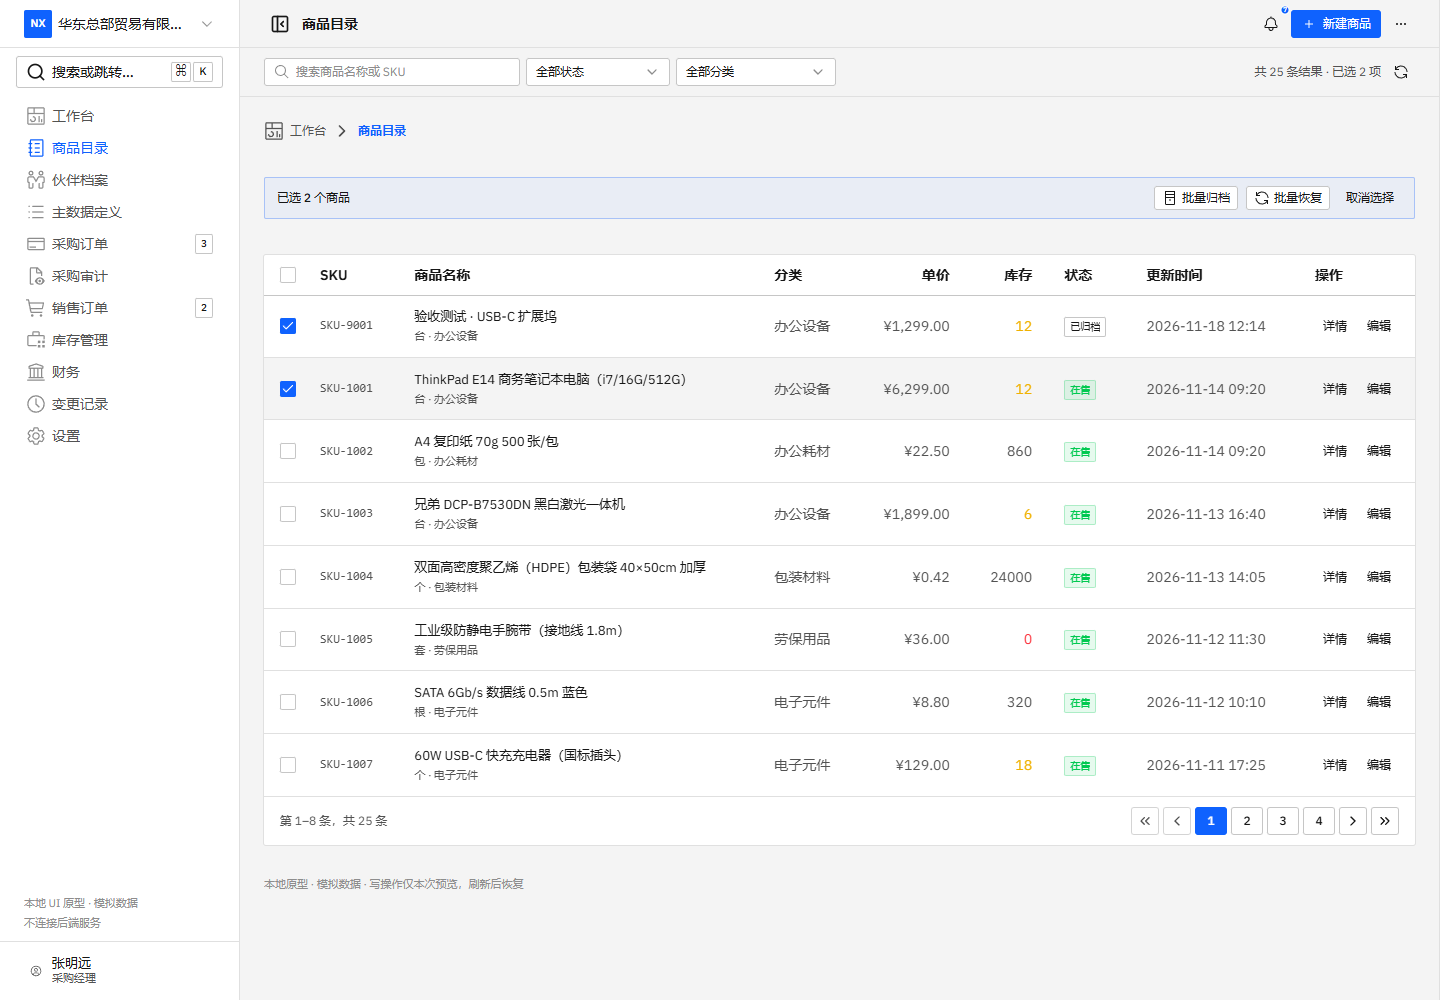 NX 华东总部贸易有限...
搜索或跳转... ⌘ K
工作台
商品目录
伙伴档案
主数据定义
采购订单 3
采购审计
销售订单 2
库存管理
财务
变更记录
设置
本地 UI 原型 · 模拟数据
不连接后端服务
张明远
采购经理
商品目录
? + 新建商品 ...
搜索商品名称或 SKU 全部状态 全部分类 共 25 条结果 · 已选 2 项
工作台 > 商品目录
已选 2 个商品 批量归档 批量恢复 取消选择
SKU 商品名称 分类 单价 库存 状态 更新时间 操作
SKU-9001 验收测试 · USB-C 扩展坞 办公设备 ¥1,299.00 12 已归档 2026-11-18 12:14 详情 编辑
台 · 办公设备
SKU-1001 ThinkPad E14 商务笔记本电脑（i7/16G/512G） 办公设备 ¥6,299.00 12 在售 2026-11-14 09:20 详情 编辑
台 · 办公设备
SKU-1002 A4 复印纸 70g 500 张/包 办公耗材 ¥22.50 860 在售 2026-11-14 09:20 详情 编辑
包 · 办公耗材
SKU-1003 兄弟 DCP-B7530DN 黑白激光一体机 办公设备 ¥1,899.00 6 在售 2026-11-13 16:40 详情 编辑
台 · 办公设备
SKU-1004 双面高密度聚乙烯（HDPE）包装袋 40×50cm 加厚 包装材料 ¥0.42 24000 在售 2026-11-13 14:05 详情 编辑
个 · 包装材料
SKU-1005 工业级防静电手腕带（接地线 1.8m） 劳保用品 ¥36.00 0 在售 2026-11-12 11:30 详情 编辑
套 · 劳保用品
SKU-1006 SATA 6Gb/s 数据线 0.5m 蓝色 电子元件 ¥8.80 320 在售 2026-11-12 10:10 详情 编辑
根 · 电子元件
SKU-1007 60W USB-C 快充充电器（国标插头） 电子元件 ¥129.00 18 在售 2026-11-11 17:25 详情 编辑
个 · 电子元件
第 1–8 条，共 25 条 « ‹ 1 2 3 4 › »
本地原型 · 模拟数据 · 写操作仅本次预览，刷新后恢复